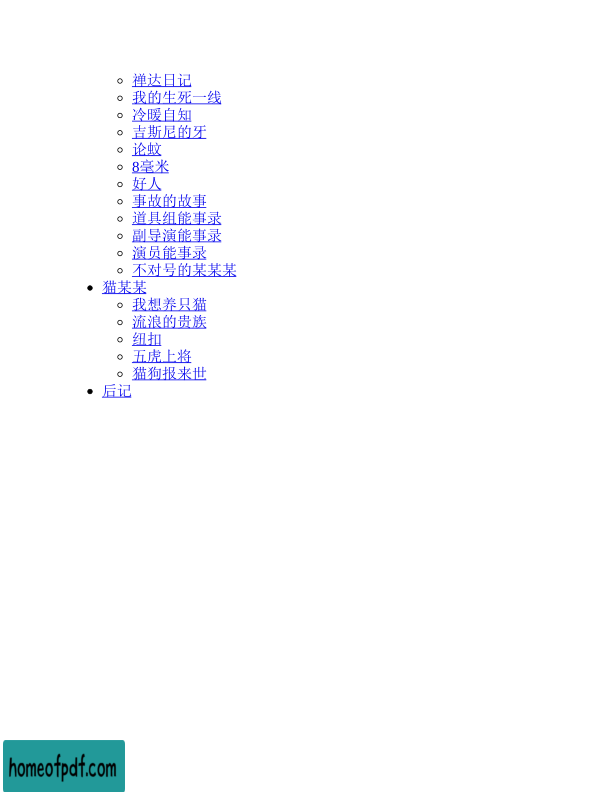 禅达日记
我的生死一线
冷暖自知
吉斯尼的牙
论蚊
8毫米
好人
事故的故事
道具组能事录
副导演能事录
演员能事录
不对号的某某某
猫某某
我想养只猫
流浪的贵族
纽扣
五虎上将
猫狗报来世
后记
homeofpdf.com